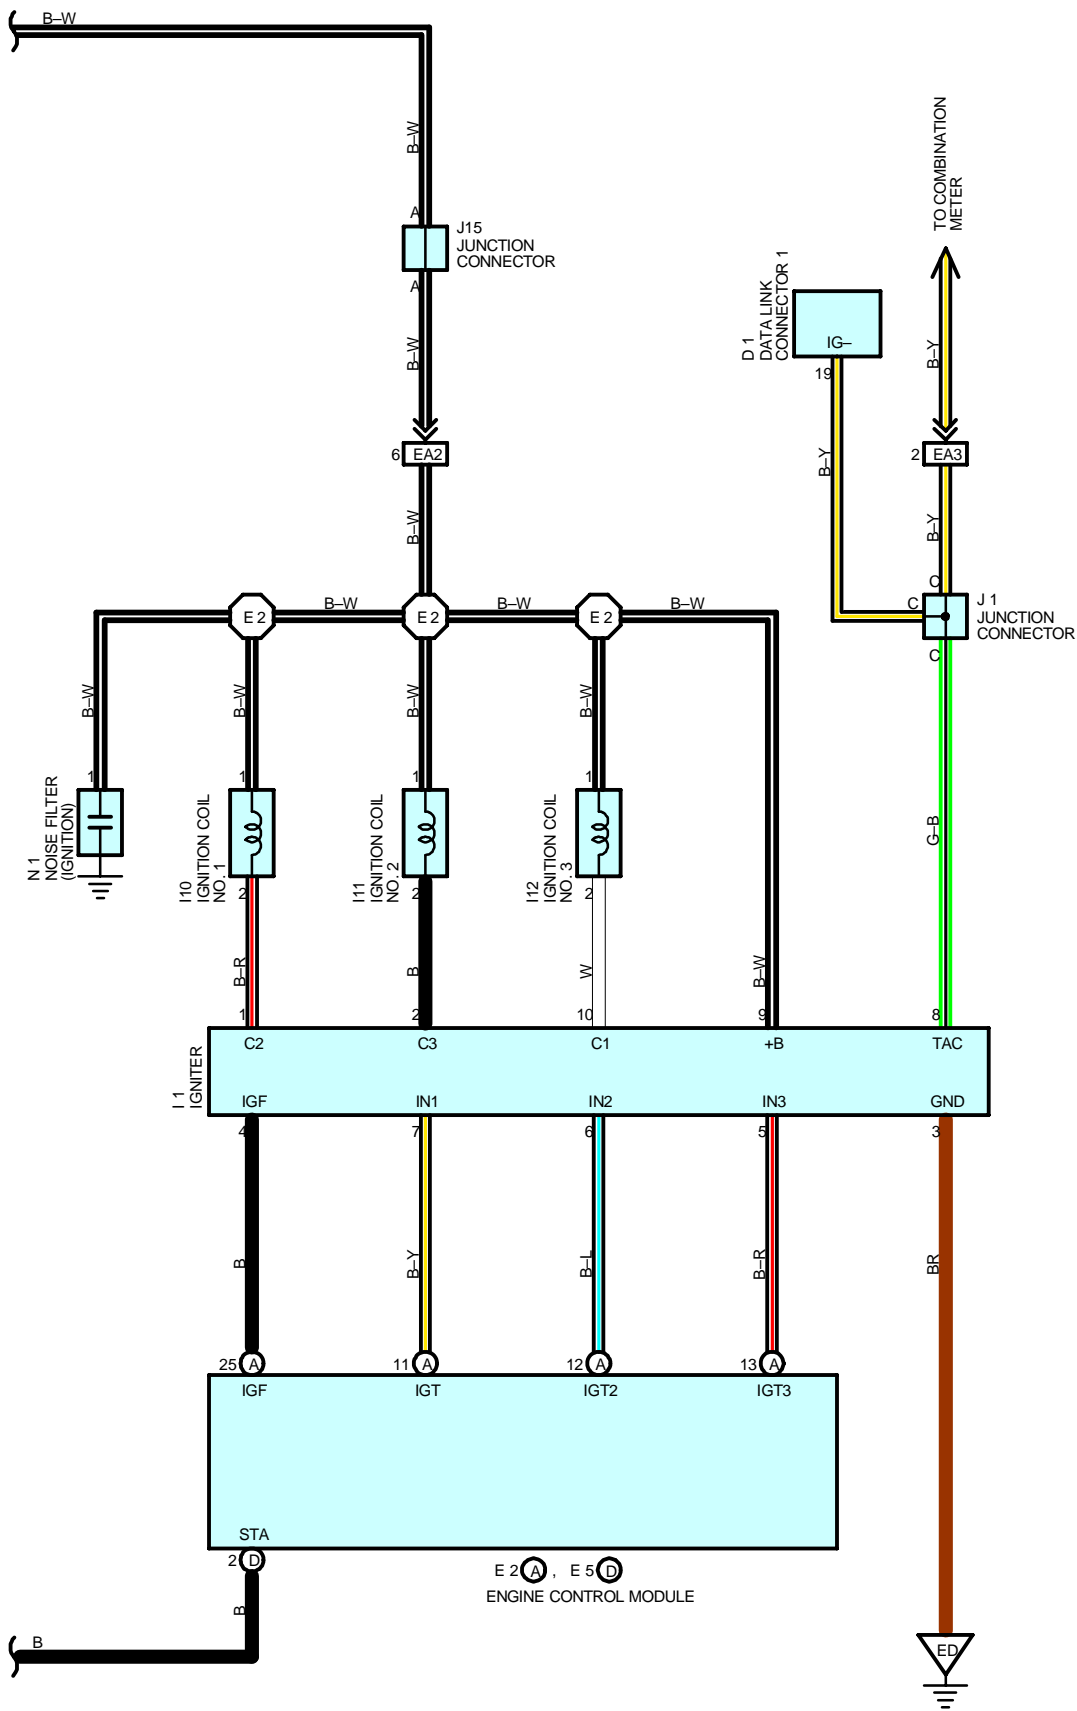 B–W
B–W
A
J15
JUNCTION
CONNECTOR
A
B–W
TO COMBINATION
METER
D 1
DATA LINK
CONNECTOR 1
IG–
19
B–Y
B–Y
6
EA2
2
EA3
B–W
B–Y
C
C
J 1
JUNCTION
CONNECTOR
C
E 2
B–W
E 2
B–W
E 2
B–W
B–W
B–W
B–W
B–W
1
1
1
1
N 1
NOISE FILTER
(IGNITION)
I10
IGNITION COIL
NO. 1
I11
IGNITION COIL
NO. 2
I12
IGNITION COIL
NO. 3
G–B
2
2
2
B–R
B
W
B–W
1
2
10
9
8
I 1
IGNITER
C2
C3
C1
+B
TAC
IGF
IN1
IN2
IN3
GND
4
7
6
5
3
B
B–Y
B–L
B–R
BR
25
A
11
A
12
A
13
A
IGF
IGT
IGT2
IGT3
STA
2
D
E 2 A , E 5 D
ENGINE CONTROL MODULE
B
B
ED